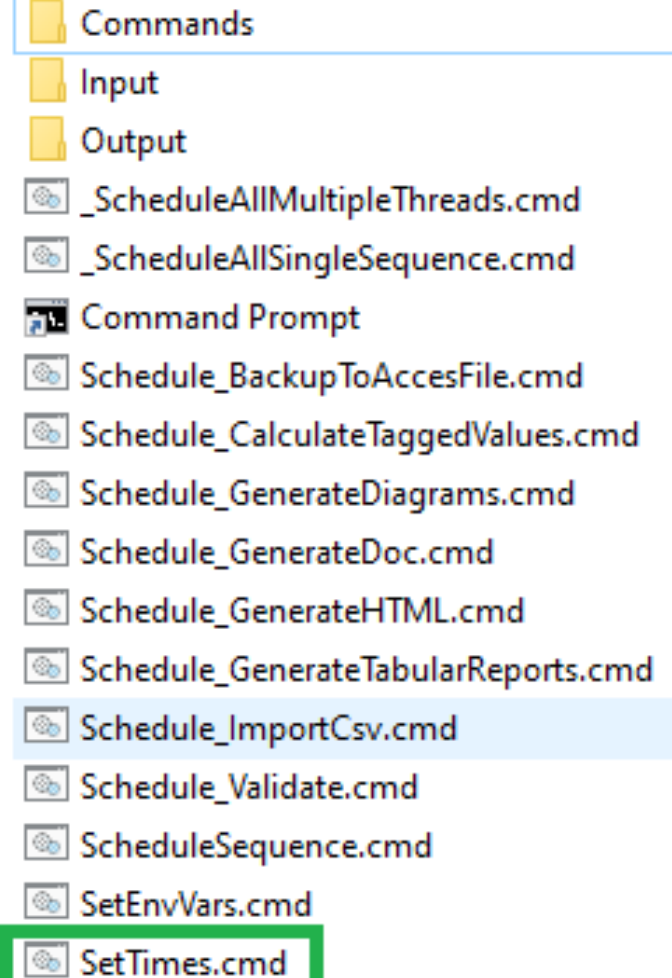 Commands
Input
Output
_ScheduleAllMultipleThreads.cmd
_ScheduleAllSingleSequence.cmd
Command Prompt
Schedule_BackupToAccesFile.cmd
Schedule_CalculateTaggedValues.cmd
Schedule_GenerateDiagrams.cmd
Schedule_GenerateDoc.cmd
Schedule_GenerateHTML.cmd
Schedule_GenerateTabularReports.cmd
Schedule_ImportCsv.cmd
Schedule_Validate.cmd
ScheduleSequence.cmd
SetEnvVars.cmd
SetTimes.cmd